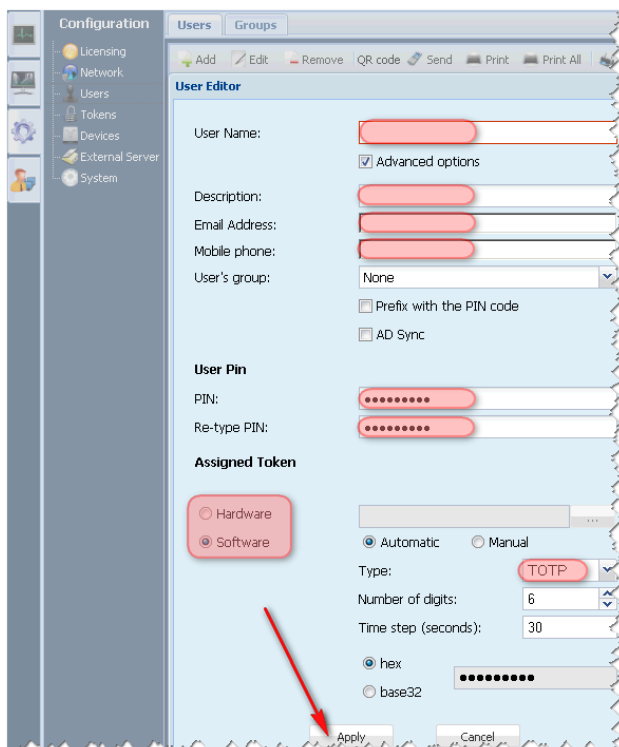 Configuration
Licensing
Network
Users
Tokens
Devices
External Server
System
Users Groups
Add Edit Remove QR code Send Print Print All
User Editor
User Name:
Advanced options
Description:
Email Address:
Mobile phone:
User's group: None
Prefix with the PIN code
AD Sync
User Pin
PIN: •••••••••
Re-type PIN: •••••••••
Assigned Token
Hardware ...
Software Automatic Manual
Type: TOTP
Number of digits: 6
Time step (seconds): 30
hex •••••••••
base32
Apply Cancel